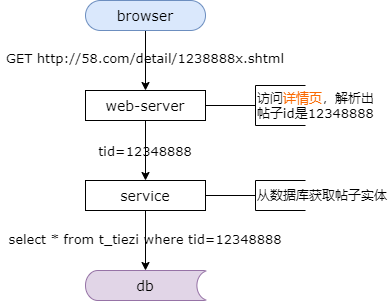 browser
GET http://58.com/detail/1238888x.shtml
web-server
访问详情页，解析出
帖子id是12348888
tid=12348888
service
从数据库获取帖子实体
select * from t_tiezi where tid=12348888
db